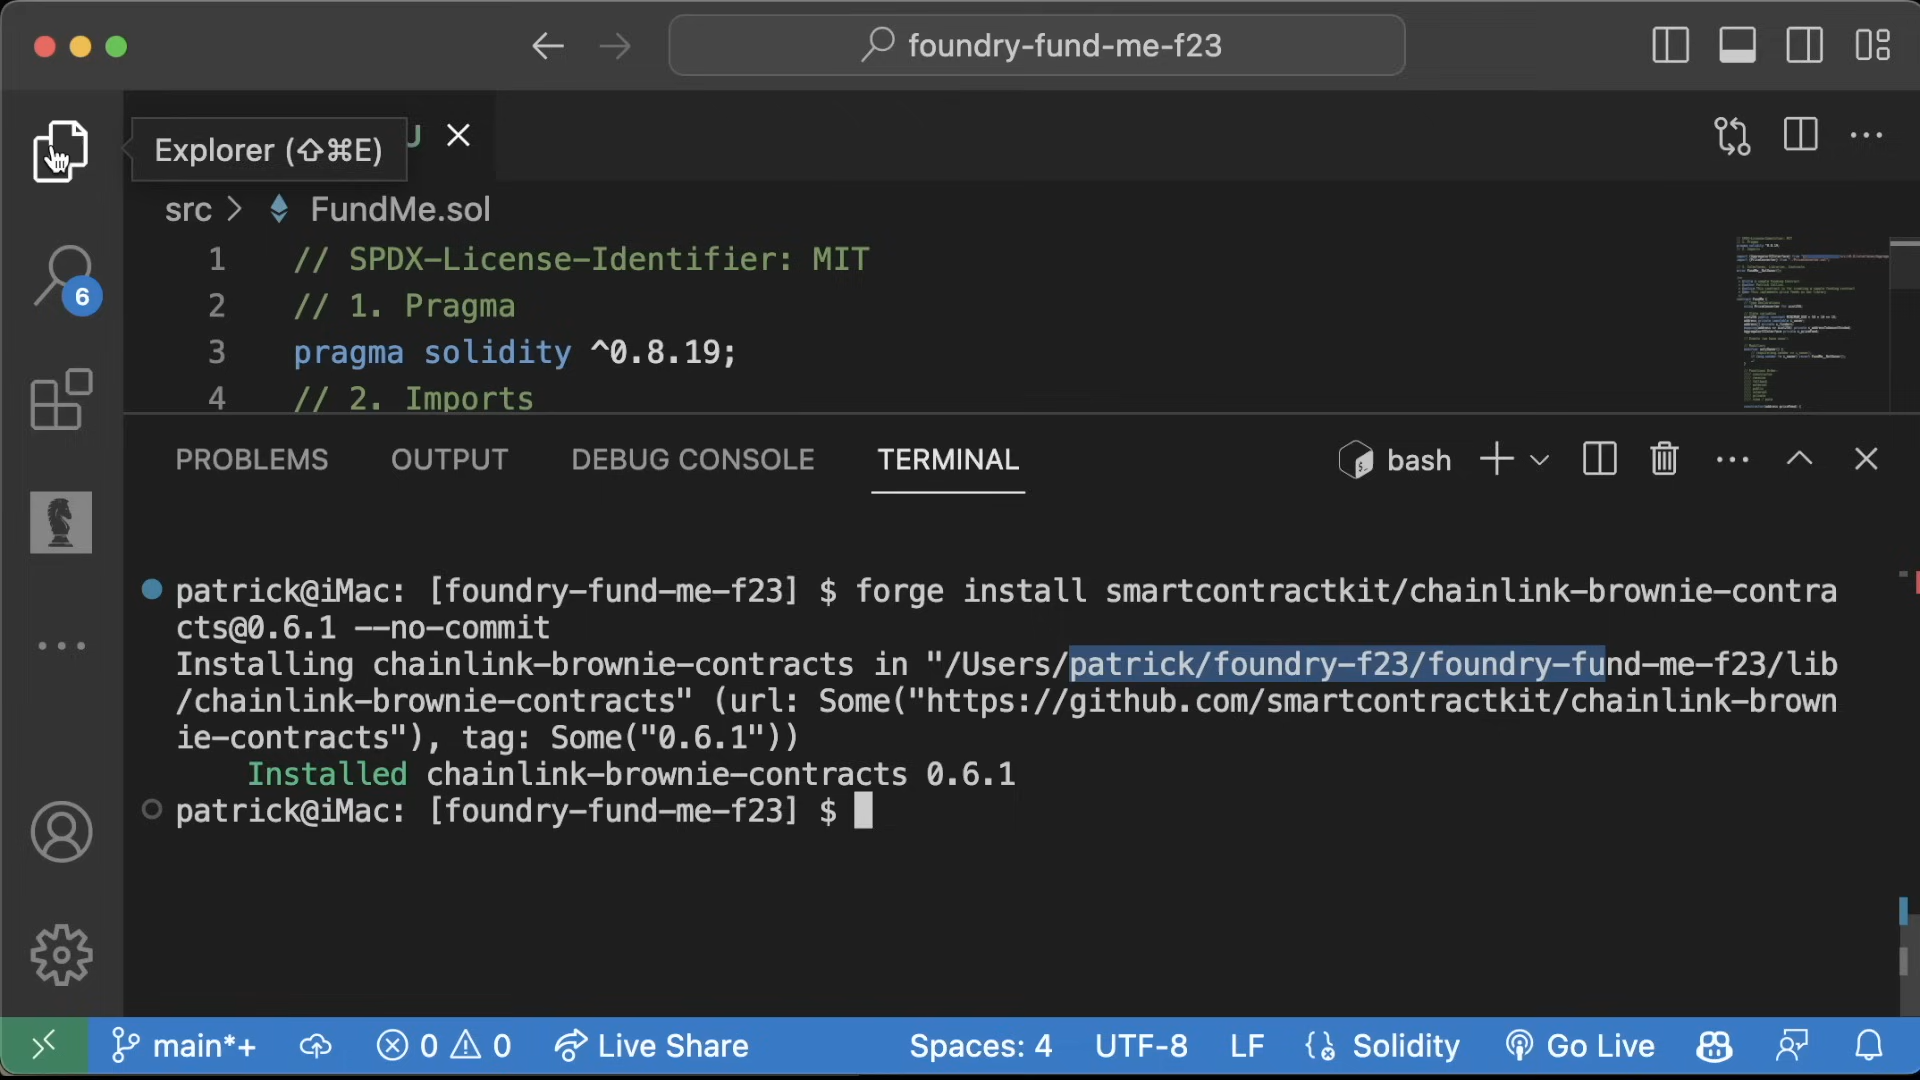 foundry-fund-me-f23
Explorer (⇧⌘E)
U
src > FundMe.sol
1 // SPDX-License-Identifier: MIT
2 // 1. Pragma
3 pragma solidity ^0.8.19;
4 // 2. Imports
6
PROBLEMS OUTPUT DEBUG CONSOLE TERMINAL bash
patrick@iMac: [foundry-fund-me-f23] $ forge install smartcontractkit/chainlink-brownie-contra
cts@0.6.1 --no-commit
Installing chainlink-brownie-contracts in "/Users/patrick/foundry-f23/foundry-fund-me-f23/lib
/chainlink-brownie-contracts" (url: Some("https://github.com/smartcontractkit/chainlink-brown
ie-contracts"), tag: Some("0.6.1"))
Installed chainlink-brownie-contracts 0.6.1
patrick@iMac: [foundry-fund-me-f23] $
main*+ 0 0 Live Share Spaces: 4 UTF-8 LF Solidity Go Live